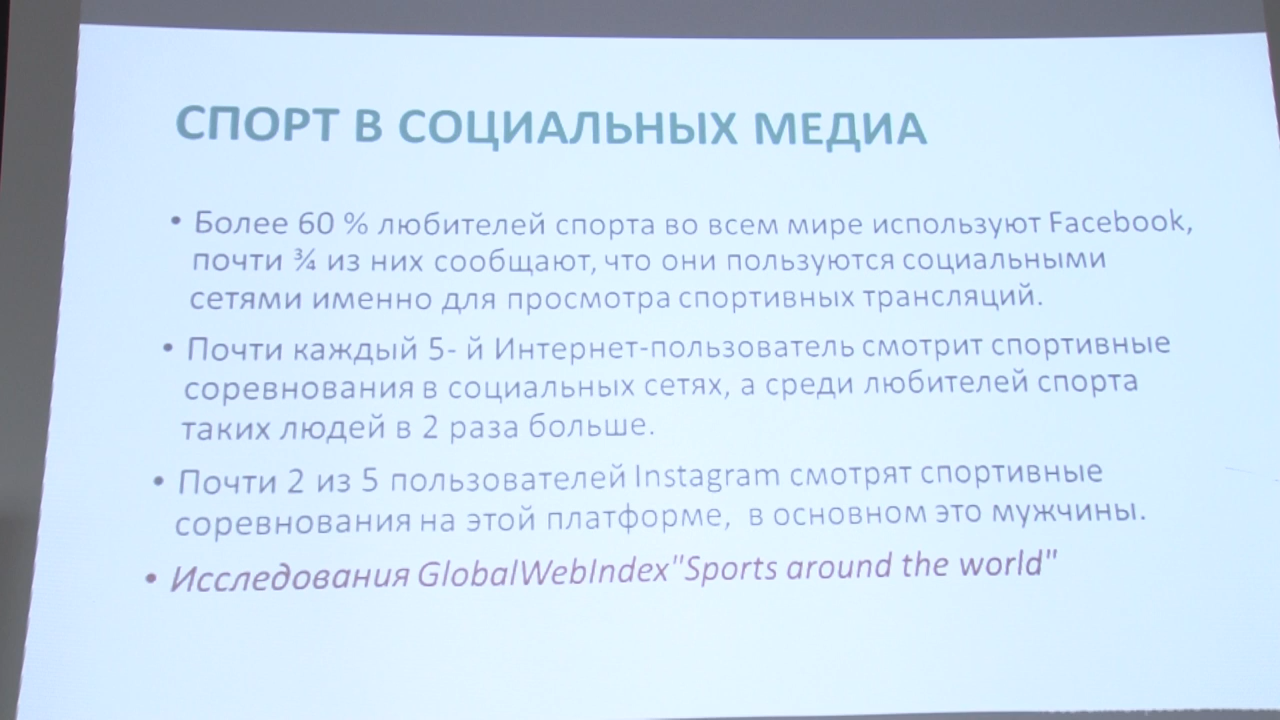 СПОРТ В СОЦИАЛЬНЫХ МЕДИА
• Более 60 % любителей спорта во всем мире используют Facebook,
почти ¾ из них сообщают, что они пользуются социальными
сетями именно для просмотра спортивных трансляций.
• Почти каждый 5- й Интернет-пользователь смотрит спортивные
соревнования в социальных сетях, а среди любителей спорта
таких людей в 2 раза больше.
• Почти 2 из 5 пользователей Instagram смотрят спортивные
соревнования на этой платформе, в основном это мужчины.
• Исследования GlobalWebIndex"Sports around the world"